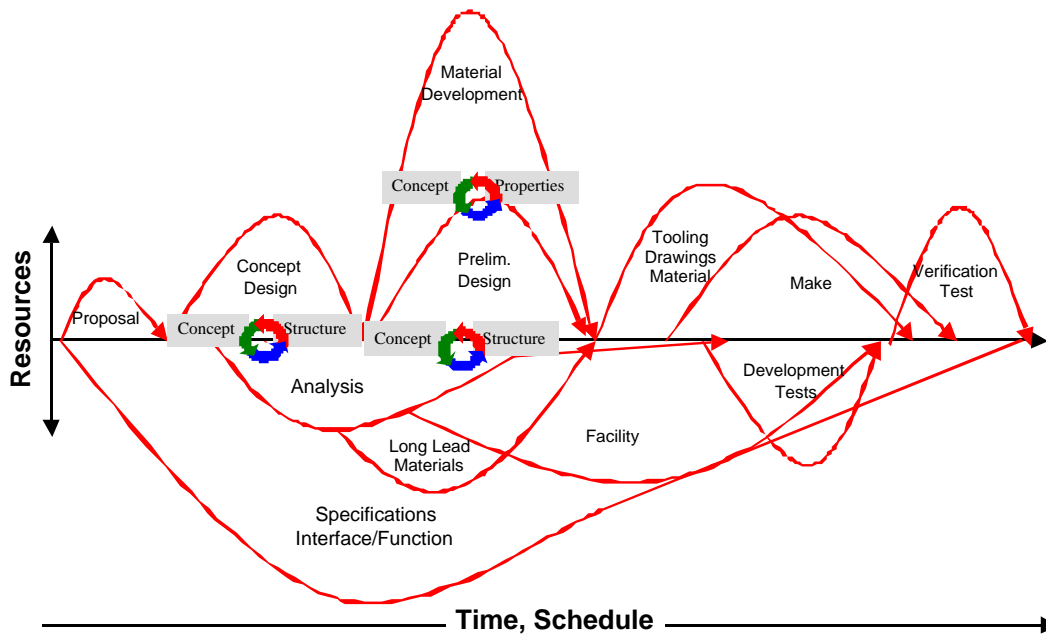 Material
Development
Concept
Properties
Concept
Design
Prelim.
Design
Tooling
Drawings
Material
Make
Verification
Test
Proposal
Concept
Structure
Concept
Structure
Resources
Analysis
Development
Tests
Long Lead
Materials
Facility
Specifications
Interface/Function
Time, Schedule